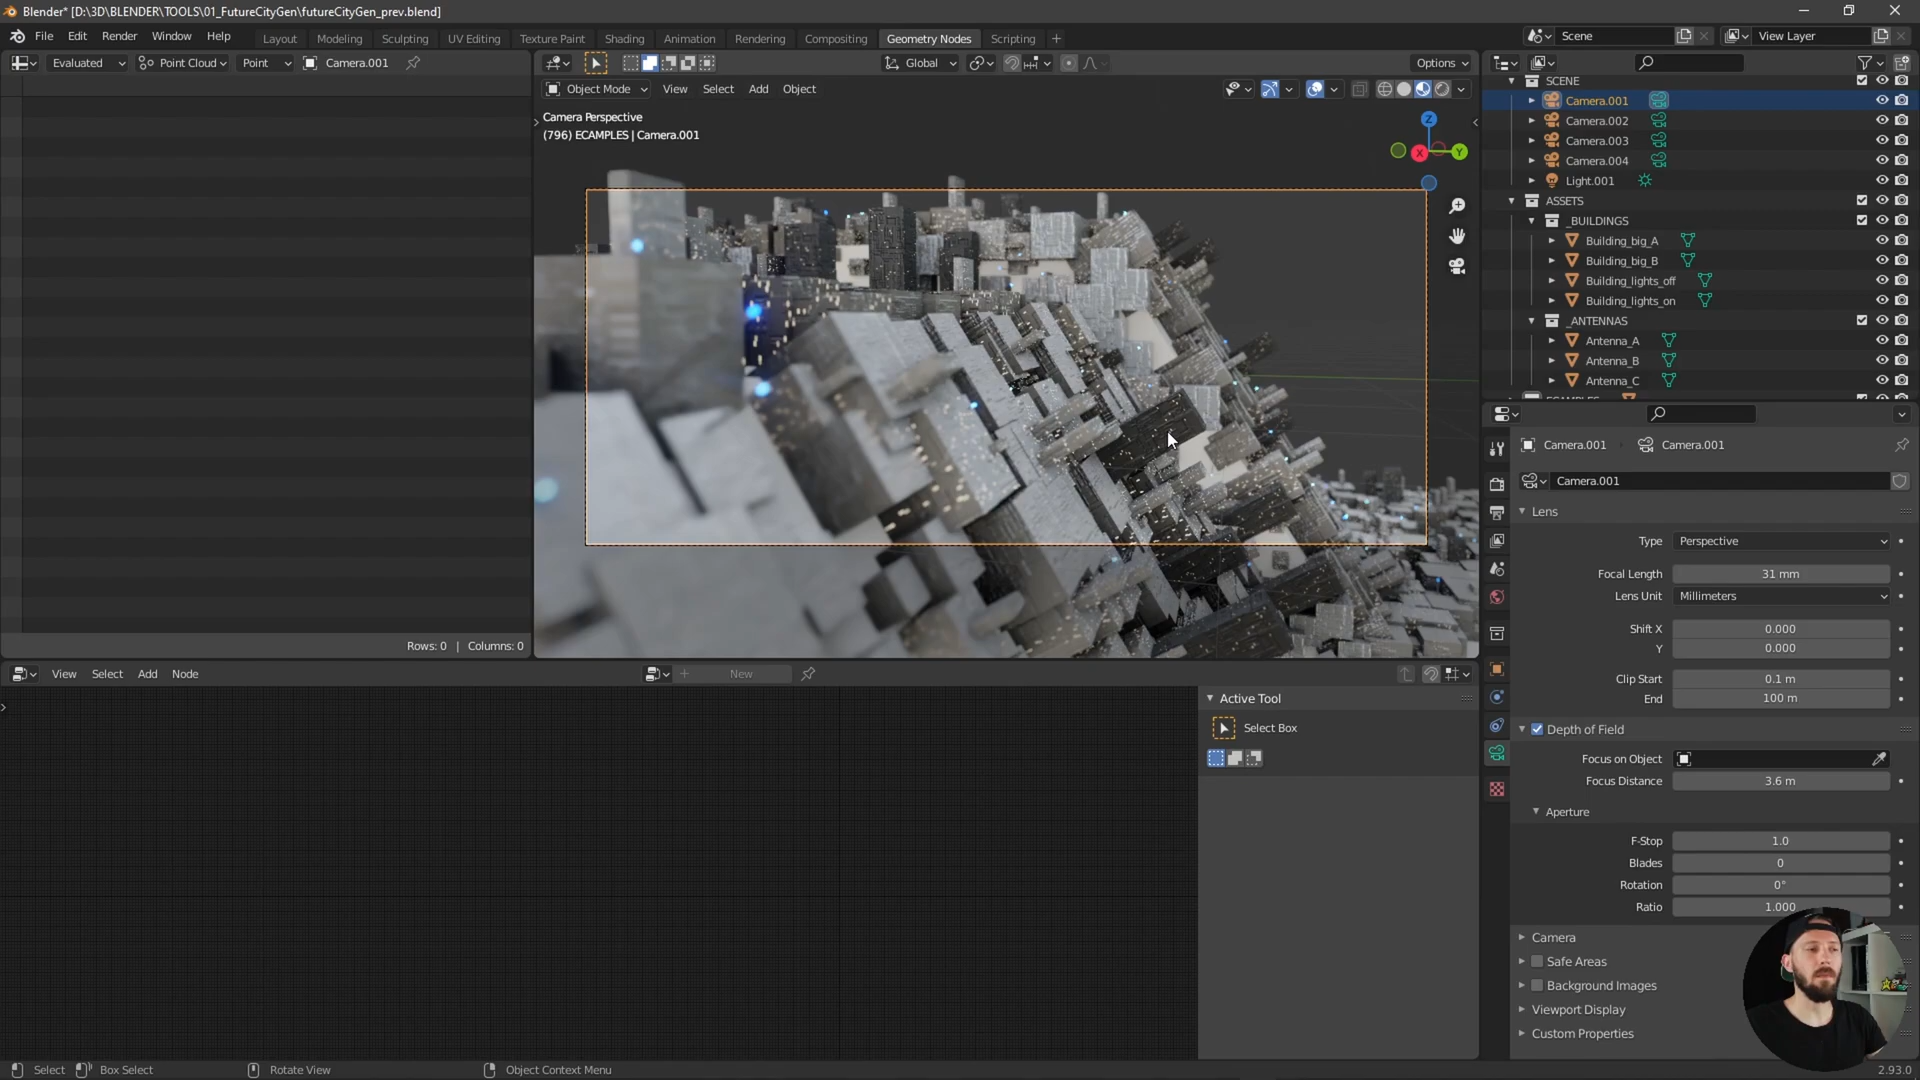 Blender* [D:\3D\BLENDER\TOOLS\01_FutureCityGen\futureCityGen_prev.blend]
File Edit Render Window Help Layout Modeling Sculpting UV Editing Texture Paint Shading Animation Rendering Compositing Geometry Nodes Scripting + Scene View Layer
Evaluated Point Cloud Point Camera.001
Global Options
Object Mode View Select Add Object
Camera Perspective
(796) ECAMPLES | Camera.001
Z
X
Y
Rows: 0 | Columns: 0
SCENE
Camera.001
Camera.002
Camera.003
Camera.004
Light.001
ASSETS
_BUILDINGS
Building_big_A
Building_big_B
Building_lights_off
Building_lights_on
_ANTENNAS
Antenna_A
Antenna_B
Antenna_C
Camera.001 Camera.001
Camera.001
Lens
Type Perspective
Focal Length 31 mm
Lens Unit Millimeters
Shift X 0.000
Y 0.000
Clip Start 0.1 m
End 100 m
Depth of Field
Focus on Object
Focus Distance 3.6 m
Aperture
F-Stop 1.0
Blades 0
Rotation 0°
Ratio 1.000
Camera
Safe Areas
Background Images
Viewport Display
Custom Properties
View Select Add Node New
Active Tool
Select Box
Select Box Select Rotate View Object Context Menu 2.93.0